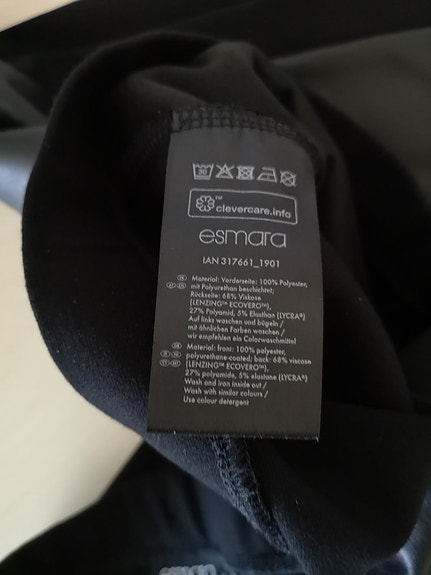 30
™ clevercare.info
esmara
IAN 317661_1901
Material: Vorderseite: 100% Polyester,
mit Polyurethan beschichtet;
Rückseite: 68% Viskose
(LENZING™ ECOVERO™),
27% Polyamid, 5% Elasthan (LYCRA®)
Auf links waschen und bügeln /
mit ähnlichen Farben waschen /
wir empfehlen ein Colorwaschmittel
Material: front: 100% polyester,
polyurethane-coated; back: 68% viscose
(LENZING™ ECOVERO™),
27% polyamide, 5% elastane (LYCRA®)
Wash and iron inside out /
Wash with similar colours /
Use colour detergent